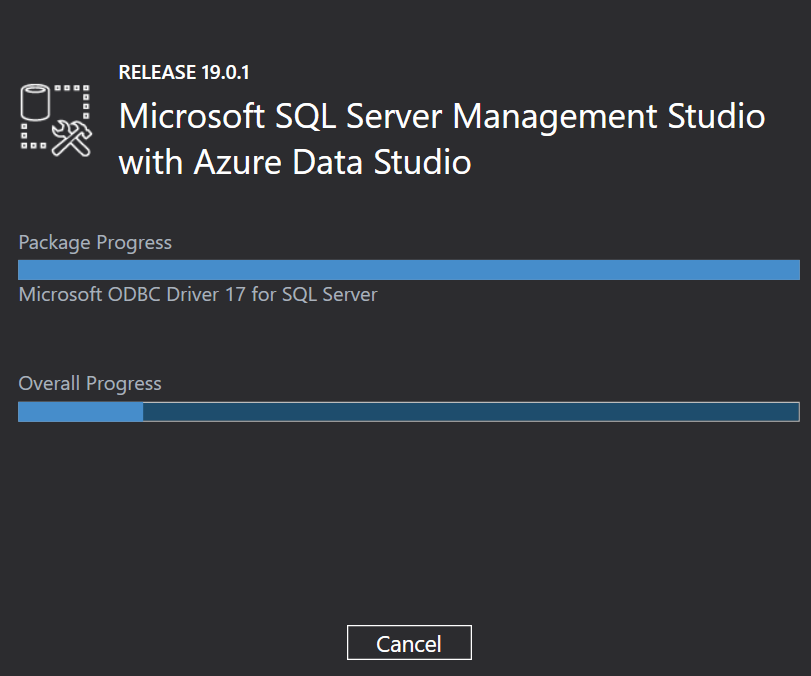 RELEASE 19.0.1
Microsoft SQL Server Management Studio
with Azure Data Studio
Package Progress
Microsoft ODBC Driver 17 for SQL Server
Overall Progress
Cancel